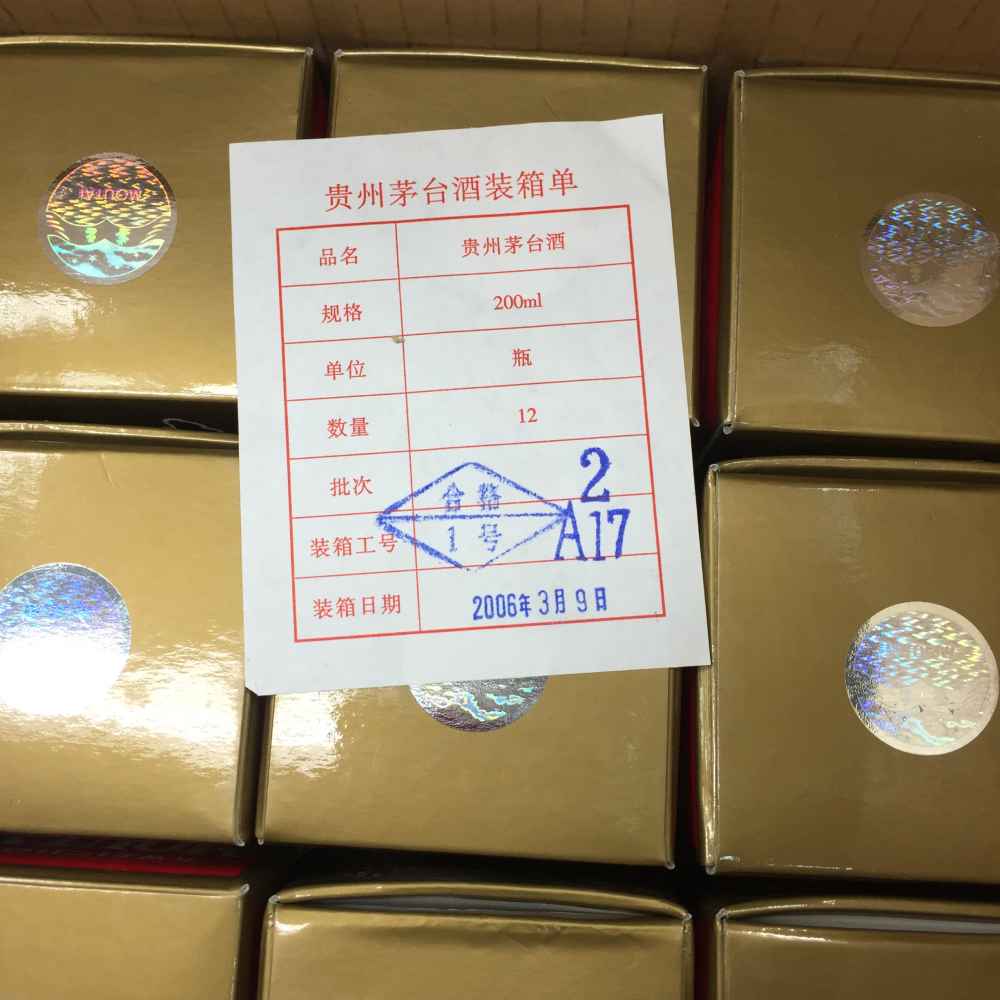 贵州茅台酒装箱单
品名 贵州茅台酒
规格 200ml
单位 瓶
数量 12
批次 2
合格
装箱工号 1号 A17
装箱日期 2006年3月9日
MOUTAI